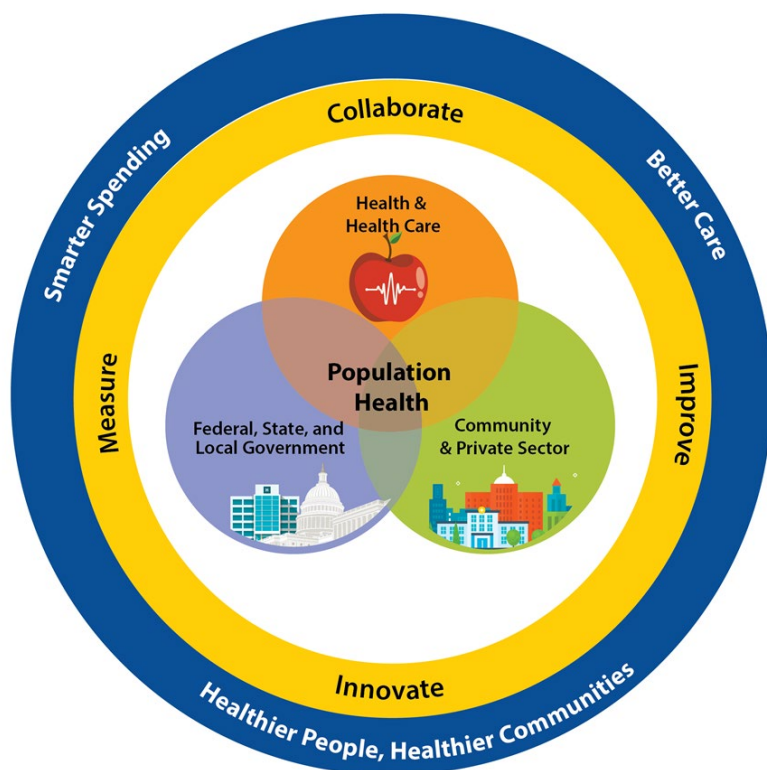 Smarter Spending
Better Care
Healthier People, Healthier Communities
Collaborate
Measure
Improve
Innovate
Health &
Health Care
Population
Health
Federal, State, and
Local Government
Community
& Private Sector